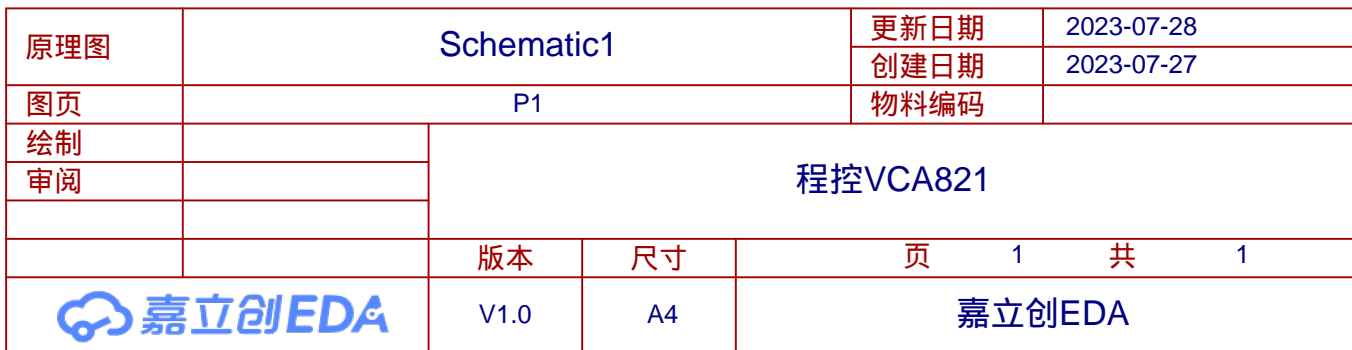 原理图 Schematic1 更新日期 2023-07-28
创建日期 2023-07-27
图页 P1 物料编码
绘制
审阅 程控VCA821
版本 尺寸 页 1 共 1
嘉立创EDA V1.0 A4 嘉立创EDA